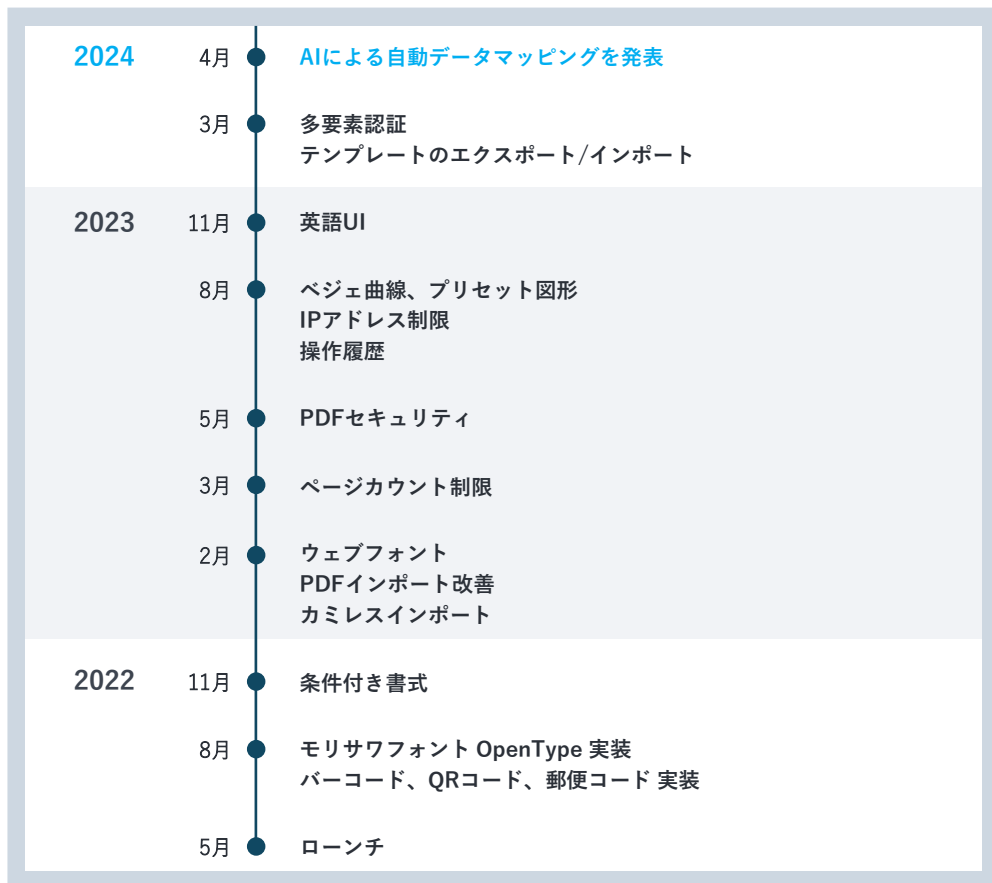 2024 4月 AIによる自動データマッピングを発表
3月 多要素認証
テンプレートのエクスポート/インポート
2023 11月 英語UI
8月 ベジェ曲線、プリセット図形
IPアドレス制限
操作履歴
5月 PDFセキュリティ
3月 ページカウント制限
2月 ウェブフォント
PDFインポート改善
カミレスインポート
2022 11月 条件付き書式
8月 モリサワフォント OpenType 実装
バーコード、QRコード、郵便コード 実装
5月 ローンチ